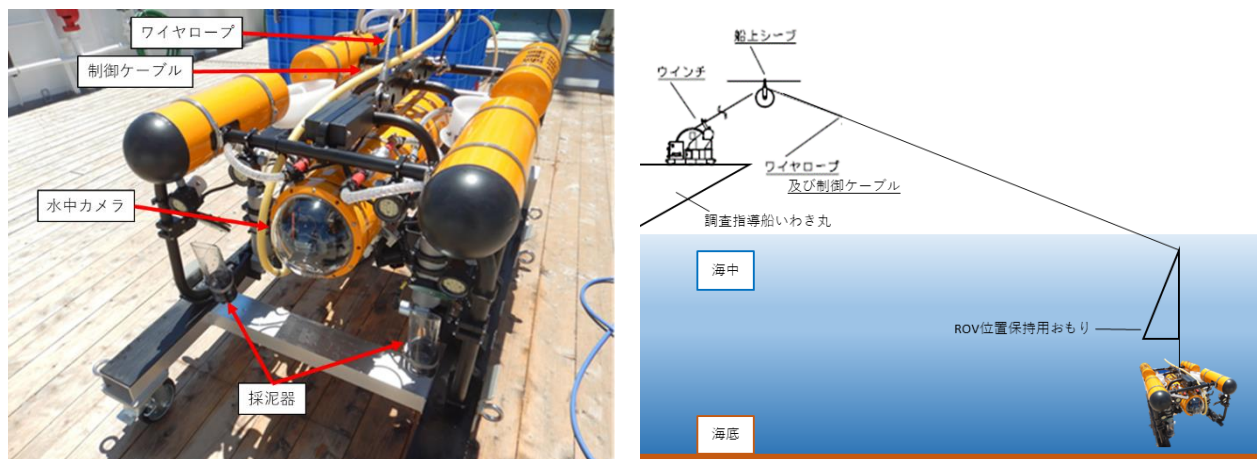 ワイヤロープ
制御ケーブル
水中カメラ
採泥器
船上シーブ
ウインチ
ワイヤロープ
及び制御ケーブル
調査指導船いわき丸
海中
ROV位置保持用おもり
海底